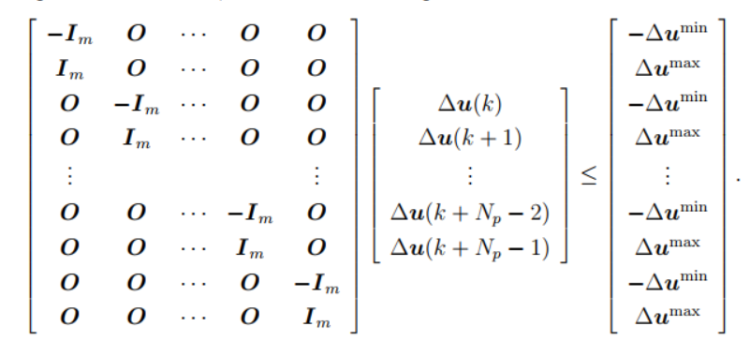 −I_m O ⋯ O O −Δu^min
I_m O ⋯ O O Δu^max
O −I_m ⋯ O O Δu(k) −Δu^min
O I_m ⋯ O O Δu(k + 1) Δu^max
⋮ ⋮ ⋮ ≤ ⋮ .
O O ⋯ −I_m O Δu(k + N_p − 2) −Δu^min
O O ⋯ I_m O Δu(k + N_p − 1) Δu^max
O O ⋯ O −I_m −Δu^min
O O ⋯ O I_m Δu^max